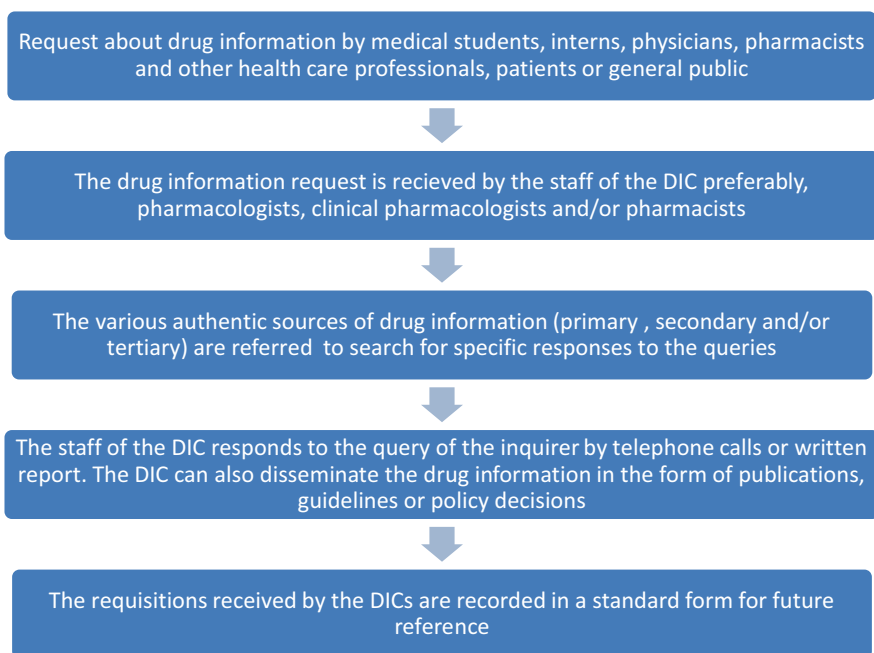 Request about drug information by medical students, interns, physicians, pharmacists
and other health care professionals, patients or general public
The drug information request is recieved by the staff of the DIC preferably,
pharmacologists, clinical pharmacologists and/or pharmacists
The various authentic sources of drug information (primary , secondary and/or
tertiary) are referred to search for specific responses to the queries
The staff of the DIC responds to the query of the inquirer by telephone calls or written
report. The DIC can also disseminate the drug information in the form of publications,
guidelines or policy decisions
The requisitions received by the DICs are recorded in a standard form for future
reference